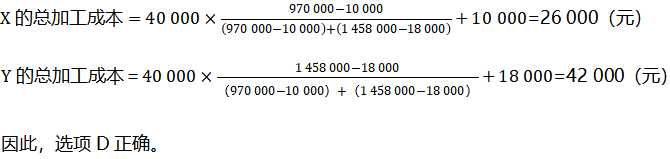 X 的总加工成本 = 40 000 × \frac{970 000−10 000}{(970 000−10 000)+(1 458 000−18 000)} + 10 000=26 000（元）
Y 的总加工成本 = 40 000 × \frac{1 458 000−18 000}{（970 000−10 000）+（1 458 000−18 000）} + 18 000=42 000（元）
因此，选项 D 正确。